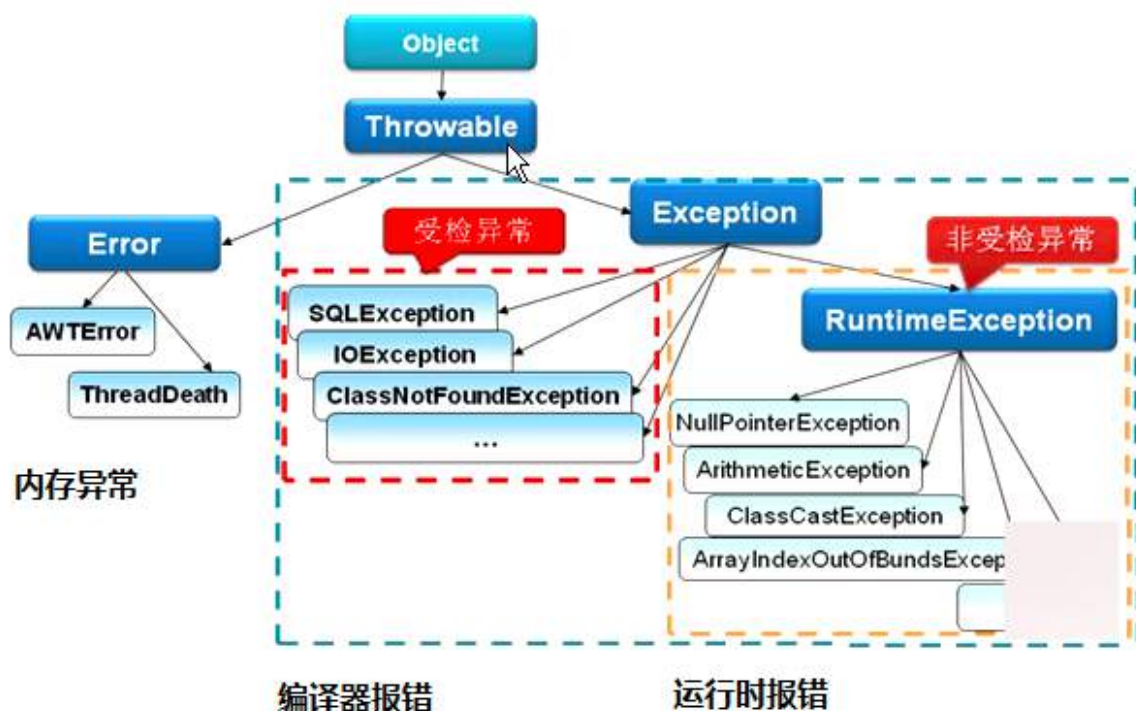 Object
Throwable
Exception
受检异常
非受检异常
Error
SQLException
RuntimeException
AWTError
IOException
ThreadDeath
ClassNotFoundException
...
NullPointerException
ArithmeticException
内存异常
ClassCastException
ArrayIndexOutOfBundsExcep
编译器报错
运行时报错